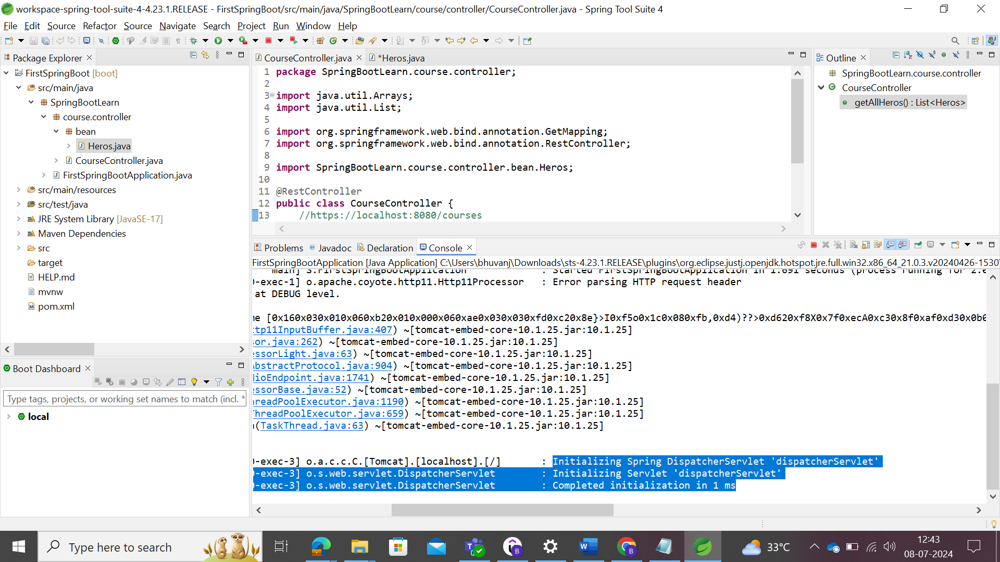 workspace-spring-tool-suite-4-4.23.1.RELEASE - FirstSpringBoot/src/main/java/SpringBootLearn/course/controller/CourseController.java - Spring Tool Suite 4
File Edit Source Refactor Source Navigate Search Project Run Window Help
Package Explorer
FirstSpringBoot [boot]
src/main/java
SpringBootLearn
course.controller
bean
Heros.java
CourseController.java
FirstSpringBootApplication.java
src/main/resources
src/test/java
JRE System Library [JavaSE-17]
Maven Dependencies
src
target
HELP.md
mvnw
pom.xml
Boot Dashboard
Type tags, projects, or working set names to match (incl. *
local
CourseController.java *Heros.java
1 package SpringBootLearn.course.controller;
2
3 import java.util.Arrays;
4 import java.util.List;
5
6 import org.springframework.web.bind.annotation.GetMapping;
7 import org.springframework.web.bind.annotation.RestController;
8
9 import SpringBootLearn.course.controller.bean.Heros;
10
11 @RestController
12 public class CourseController {
13 //https://localhost:8080/courses
Outline
SpringBootLearn.course.controller
CourseController
getAllHeros() : List<Heros>
Problems @ Javadoc Declaration Console
FirstSpringBootApplication [Java Application] C:\Users\bhuvanj\Downloads\sts-4.23.1.RELEASE\plugins\org.eclipse.justj.openjdk.hotspot.jre.full.win32.x86_64_21.0.3.v20240426-1530\
main] S.FirstSpringBootApplication : Started FirstSpringBootApplication in 1.691 seconds (process running for 2.
-exec-1] o.apache.coyote.http11.Http11Processor : Error parsing HTTP request header
at DEBUG level.
ne [0x160x030x010x060xb20x010x000x060xae0x030x030xfd0xc20x8e}>I0xf5o0x1c0x080xfb,0xd4)??>0xd620xf8X0x7f0xecA0xc30x8f0xaf0xd30x0b0
tp11InputBuffer.java:407) ~[tomcat-embed-core-10.1.25.jar:10.1.25]
sor.java:262) ~[tomcat-embed-core-10.1.25.jar:10.1.25]
essorLight.java:63) ~[tomcat-embed-core-10.1.25.jar:10.1.25]
AbstractProtocol.java:904) ~[tomcat-embed-core-10.1.25.jar:10.1.25]
NioEndpoint.java:1741) ~[tomcat-embed-core-10.1.25.jar:10.1.25]
essorBase.java:52) ~[tomcat-embed-core-10.1.25.jar:10.1.25]
hreadPoolExecutor.java:1190) ~[tomcat-embed-core-10.1.25.jar:10.1.25]
ThreadPoolExecutor.java:659) ~[tomcat-embed-core-10.1.25.jar:10.1.25]
n(TaskThread.java:63) ~[tomcat-embed-core-10.1.25.jar:10.1.25]
-exec-3] o.a.c.c.C.[Tomcat].[localhost].[/] : Initializing Spring DispatcherServlet 'dispatcherServlet'
-exec-3] o.s.web.servlet.DispatcherServlet : Initializing Servlet 'dispatcherServlet'
-exec-3] o.s.web.servlet.DispatcherServlet : Completed initialization in 1 ms
Type here to search
33°C
12:43
08-07-2024